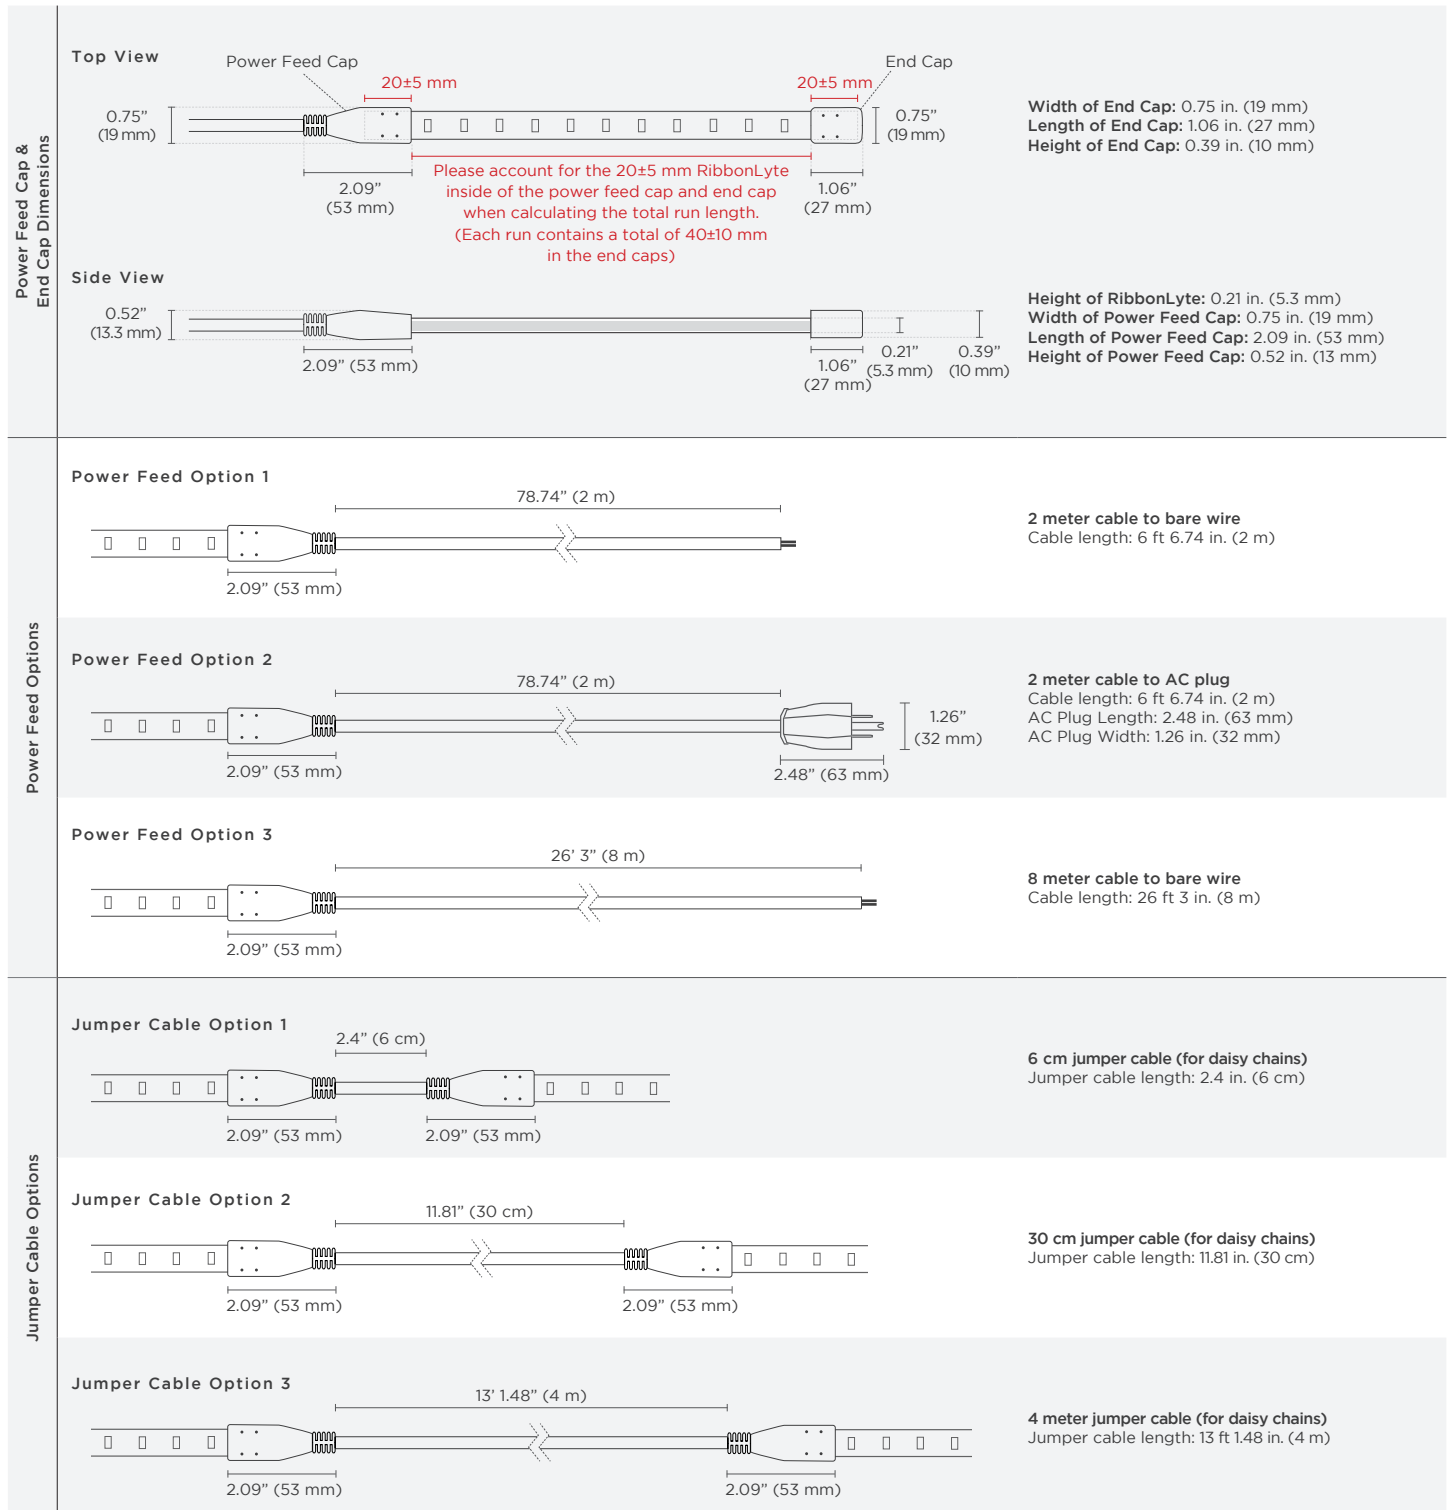 Power Feed Cap &
End Cap Dimensions
Top View
Power Feed Cap
End Cap
20±5 mm
20±5 mm
0.75”
(19 mm)
0.75”
(19 mm)
2.09”
(53 mm)
Please account for the 20±5 mm RibbonLyte
inside of the power feed cap and end cap
when calculating the total run length.
(Each run contains a total of 40±10 mm
in the end caps)
1.06”
(27 mm)
Width of End Cap: 0.75 in. (19 mm)
Length of End Cap: 1.06 in. (27 mm)
Height of End Cap: 0.39 in. (10 mm)
Side View
0.52”
(13.3 mm)
2.09” (53 mm)
1.06”
(27 mm)
0.21”
(5.3 mm)
0.39”
(10 mm)
Height of RibbonLyte: 0.21 in. (5.3 mm)
Width of Power Feed Cap: 0.75 in. (19 mm)
Length of Power Feed Cap: 2.09 in. (53 mm)
Height of Power Feed Cap: 0.52 in. (13 mm)
Power Feed Options
Power Feed Option 1
78.74” (2 m)
2.09” (53 mm)
2 meter cable to bare wire
Cable length: 6 ft 6.74 in. (2 m)
Power Feed Option 2
78.74” (2 m)
1.26”
(32 mm)
2.09” (53 mm)
2.48” (63 mm)
2 meter cable to AC plug
Cable length: 6 ft 6.74 in. (2 m)
AC Plug Length: 2.48 in. (63 mm)
AC Plug Width: 1.26 in. (32 mm)
Power Feed Option 3
26’ 3” (8 m)
2.09” (53 mm)
8 meter cable to bare wire
Cable length: 26 ft 3 in. (8 m)
Jumper Cable Options
Jumper Cable Option 1
2.4” (6 cm)
2.09” (53 mm)
2.09” (53 mm)
6 cm jumper cable (for daisy chains)
Jumper cable length: 2.4 in. (6 cm)
Jumper Cable Option 2
11.81” (30 cm)
2.09” (53 mm)
2.09” (53 mm)
30 cm jumper cable (for daisy chains)
Jumper cable length: 11.81 in. (30 cm)
Jumper Cable Option 3
13’ 1.48” (4 m)
2.09” (53 mm)
2.09” (53 mm)
4 meter jumper cable (for daisy chains)
Jumper cable length: 13 ft 1.48 in. (4 m)